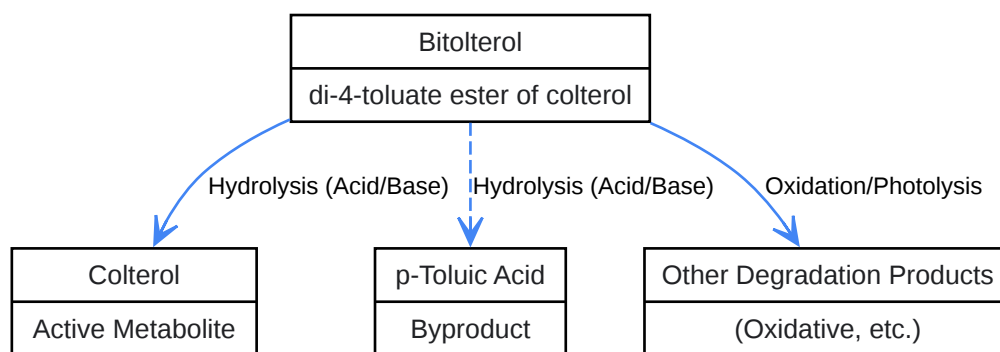 Bitolterol
di-4-toluate ester of colterol
Hydrolysis (Acid/Base)
Hydrolysis (Acid/Base)
Oxidation/Photolysis
Colterol
Active Metabolite
p-Toluic Acid
Byproduct
Other Degradation Products
(Oxidative, etc.)